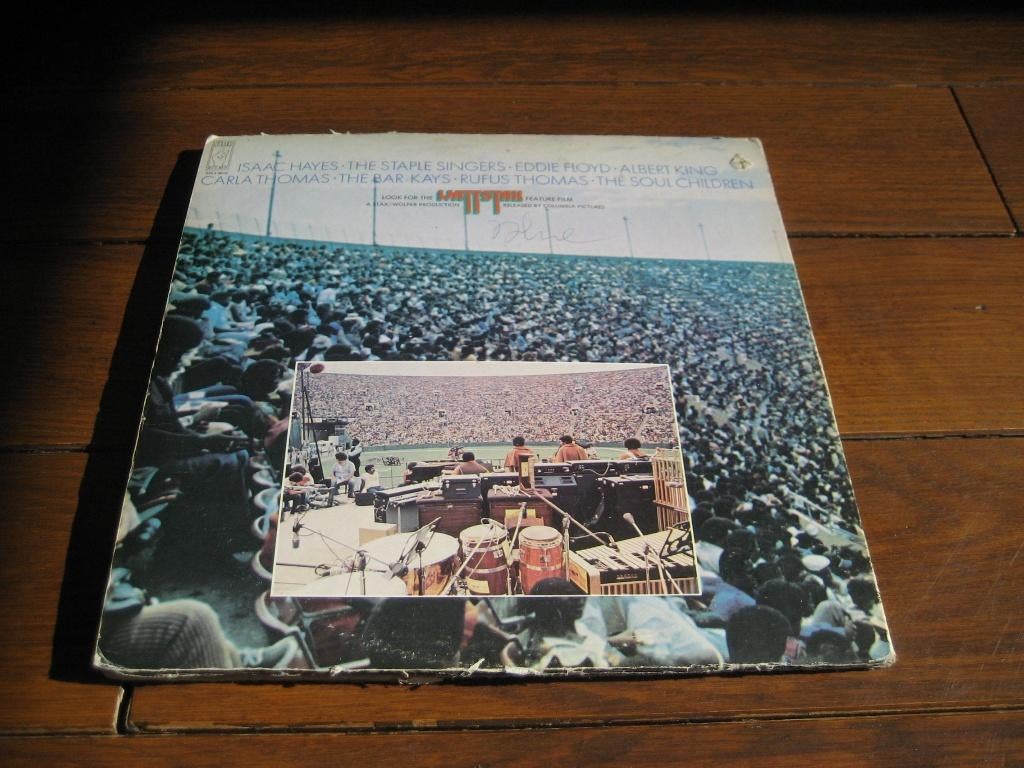 ISAAC HAYES · THE STAPLE SINGERS · EDDIE FLOYD · ALBERT KING
CARLA THOMAS · THE BAR-KAYS · RUFUS THOMAS · THE SOUL CHILDREN
LOOK FOR THE Wattstax FEATURE FILM
A STAX/WOLPER PRODUCTION RELEASED BY COLUMBIA PICTURES
Blue